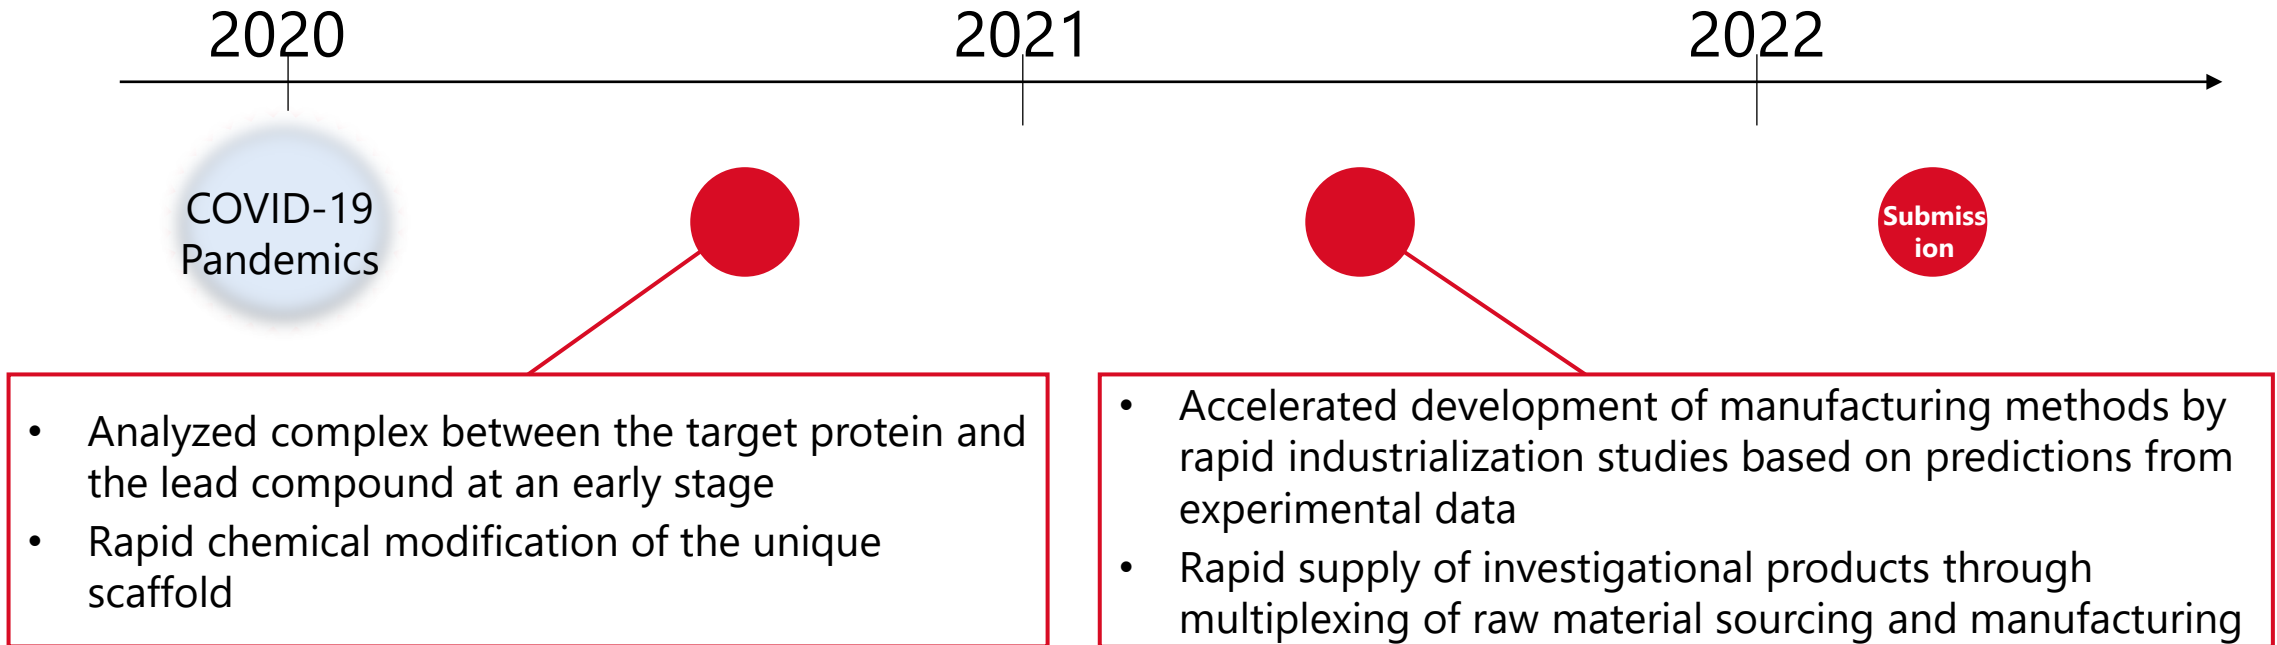 2020
2021
2022
COVID-19
Pandemics
Submiss
ion
• Analyzed complex between the target protein and
the lead compound at an early stage
• Rapid chemical modification of the unique
scaffold
• Accelerated development of manufacturing methods by
rapid industrialization studies based on predictions from
experimental data
• Rapid supply of investigational products through
multiplexing of raw material sourcing and manufacturing